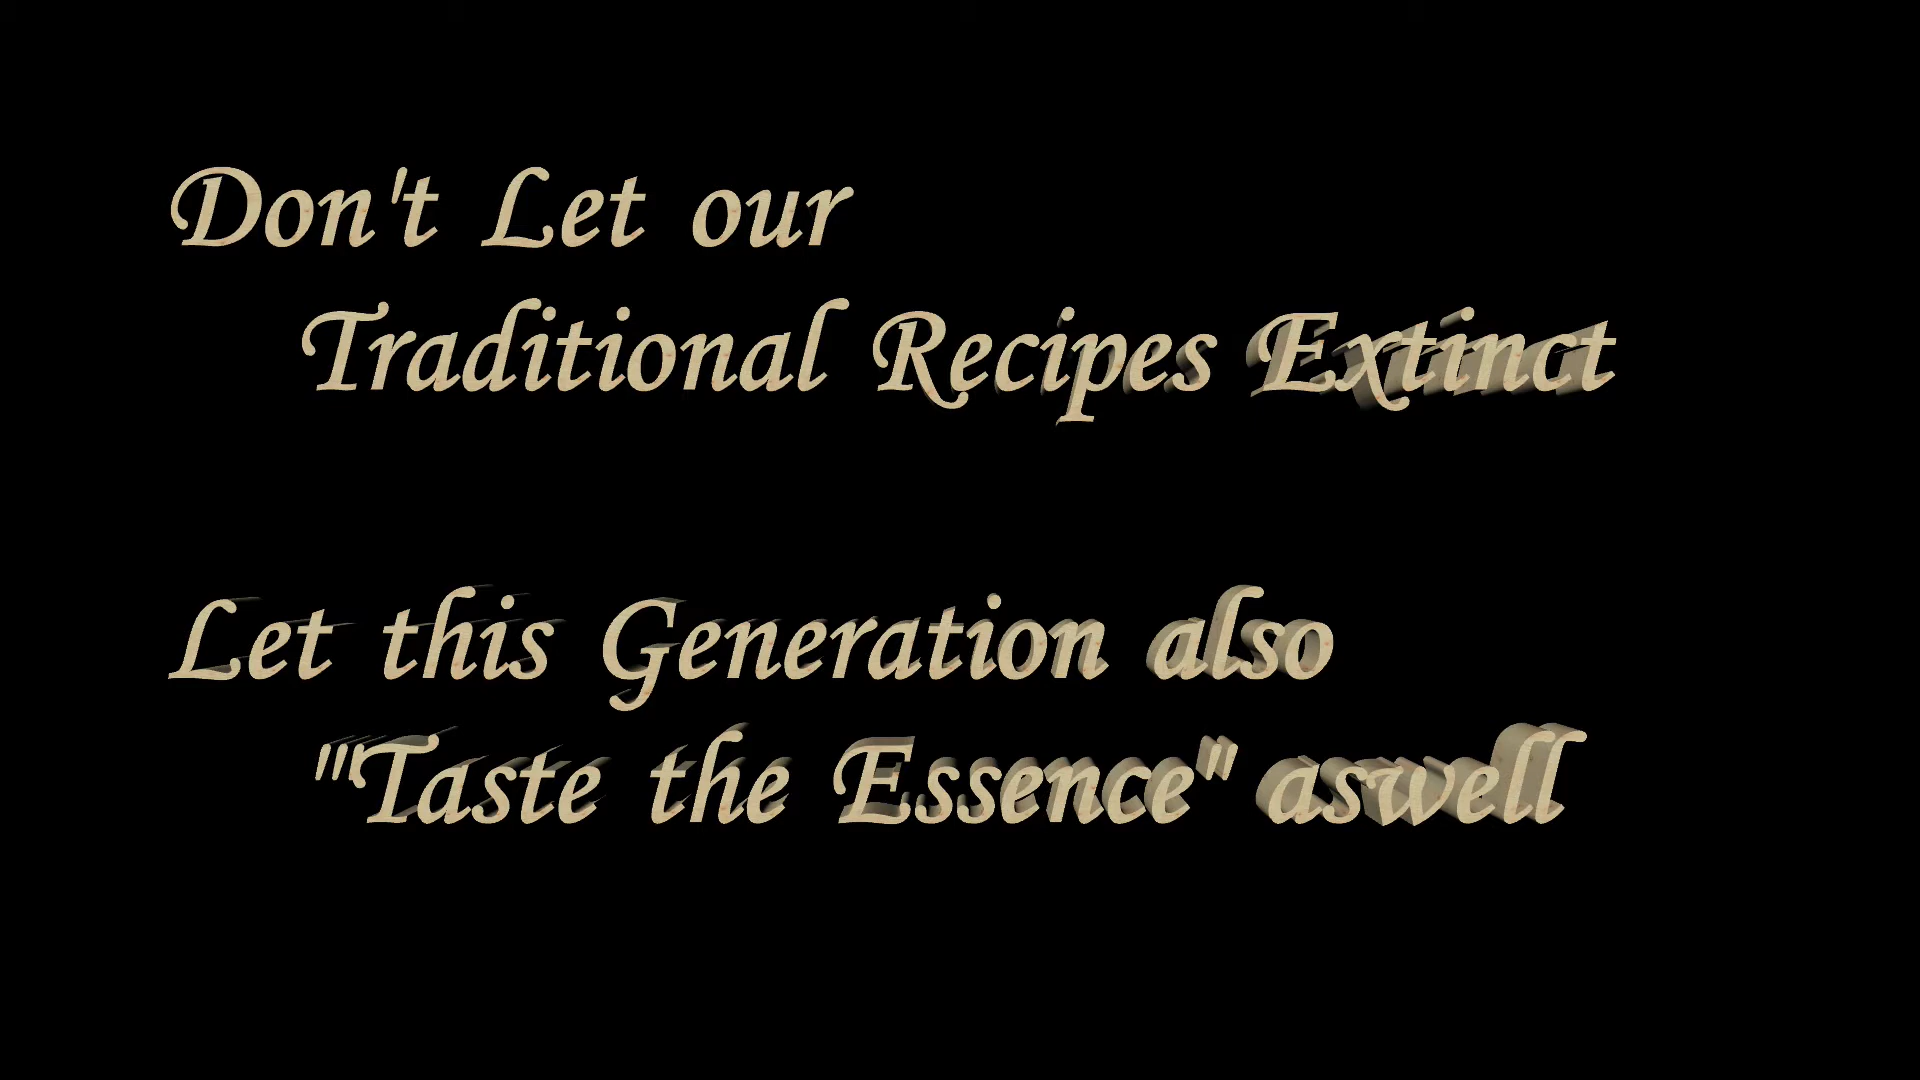 Don't Let our
Traditional Recipes Extinct
Let this Generation also
"'Taste the Essence" aswell